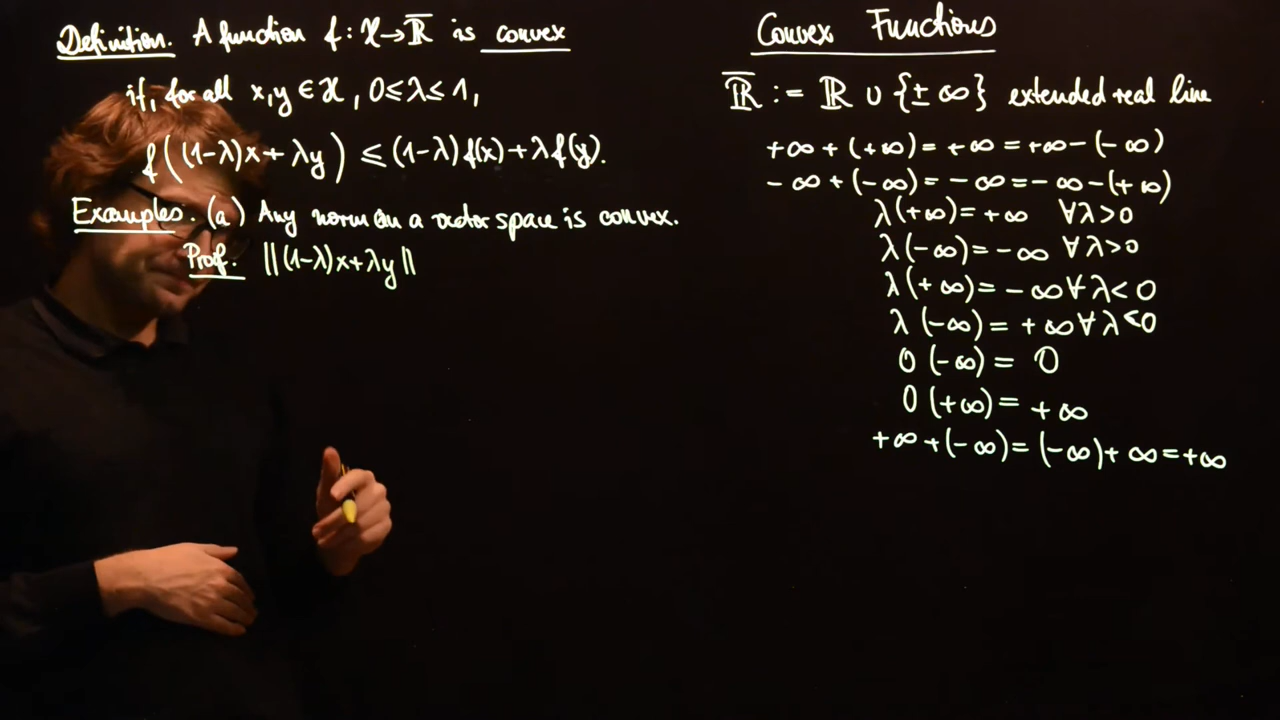 Definition. A function f: X→R̅ is convex
if, for all x,y ∈ X, 0≤λ≤1,
f((1-λ)x+λy) ≤ (1-λ)f(x)+λf(y).
Examples. (a) Any norm on a vector space is convex.
Proof. ||(1-λ)x+λy||
Convex Functions
R̅ := R ∪ {±∞} extended real line
+∞+(+∞)=+∞=+∞-(-∞)
-∞+(-∞)=-∞=-∞-(+∞)
λ(+∞)=+∞ ∀λ>0
λ(-∞)=-∞ ∀λ>0
λ(+∞)=-∞ ∀λ<0
λ(-∞)=+∞ ∀λ<0
0(-∞)=0
0(+∞)=+∞
+∞+(-∞)=(-∞)+∞=+∞